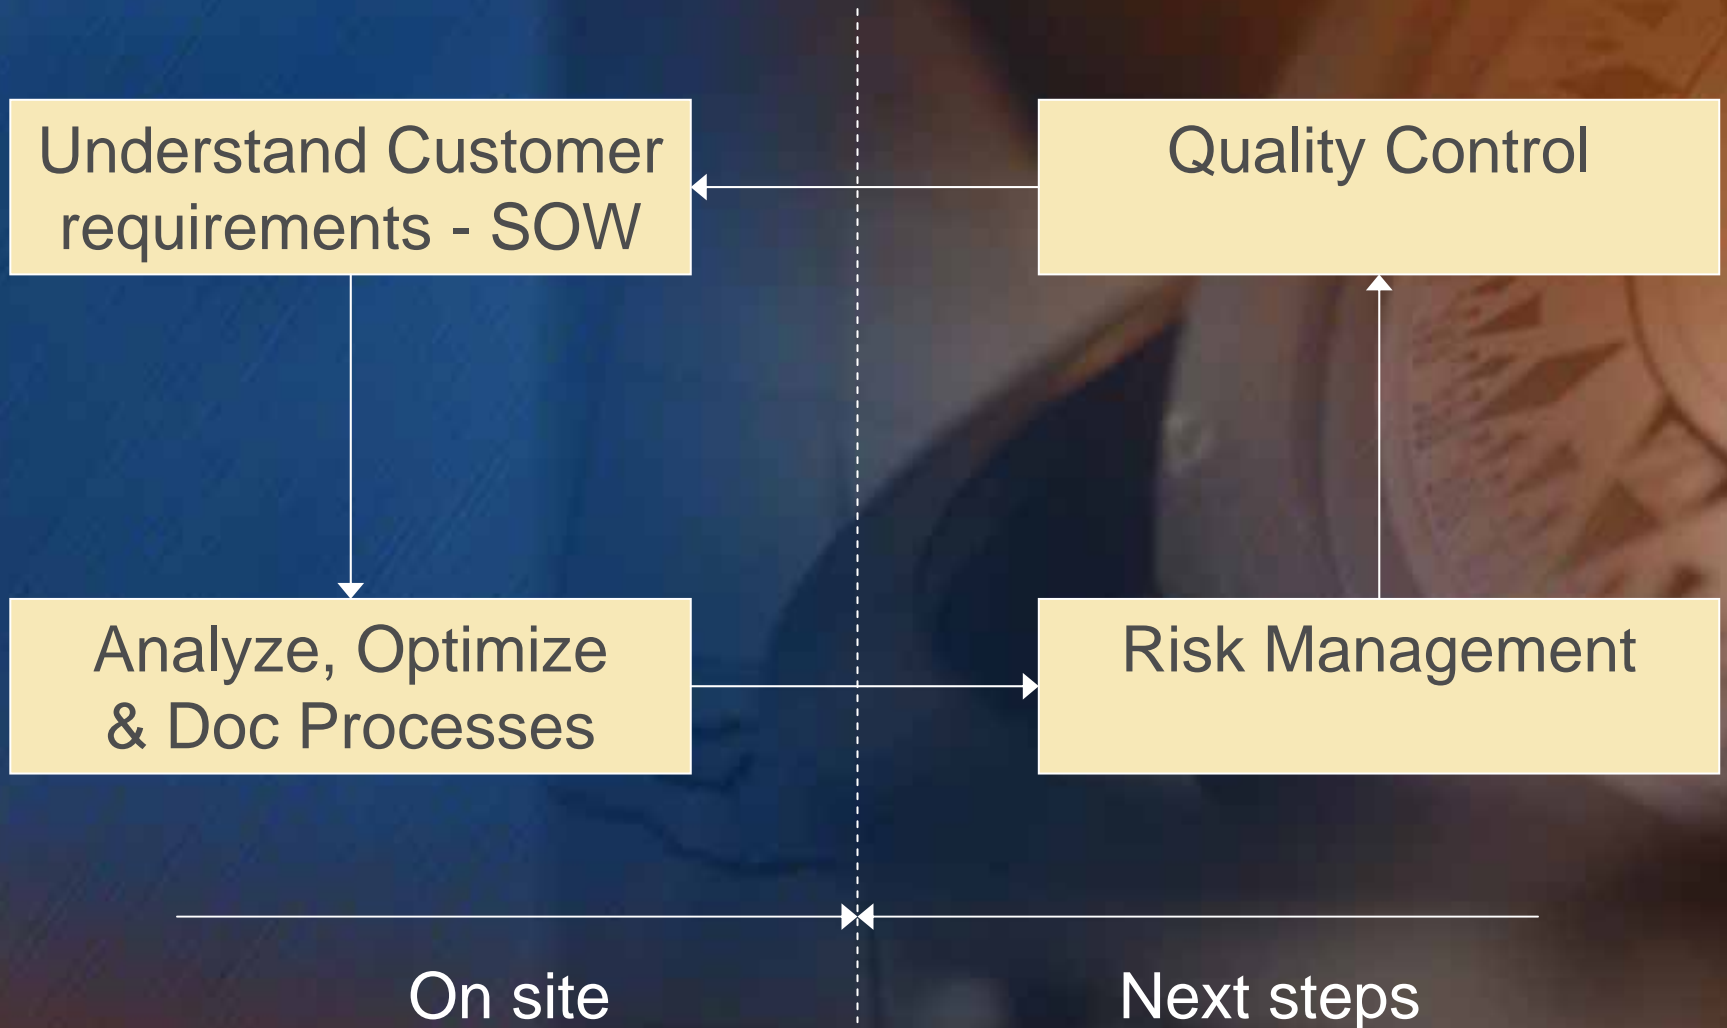 Understand Customer
requirements - SOW
Quality Control
Analyze, Optimize
& Doc Processes
Risk Management
On site
Next steps